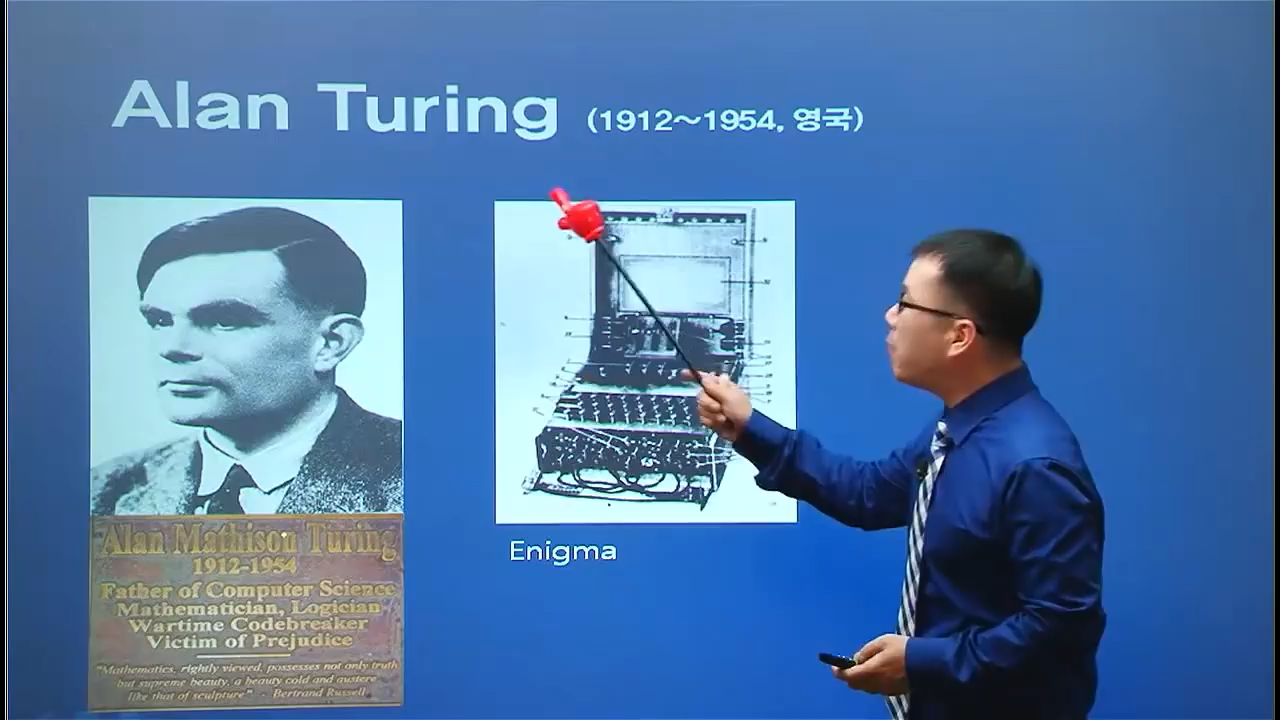 Alan Turing (1912~1954, 영국)
Alan Mathison Turing
1912-1954
Father of Computer Science
Mathematician, Logician
Wartime Codebreaker
Victim of Prejudice
"Mathematics, rightly viewed, possesses not only truth
but supreme beauty, a beauty cold and austere
like that of sculpture" - Bertrand Russell
Enigma